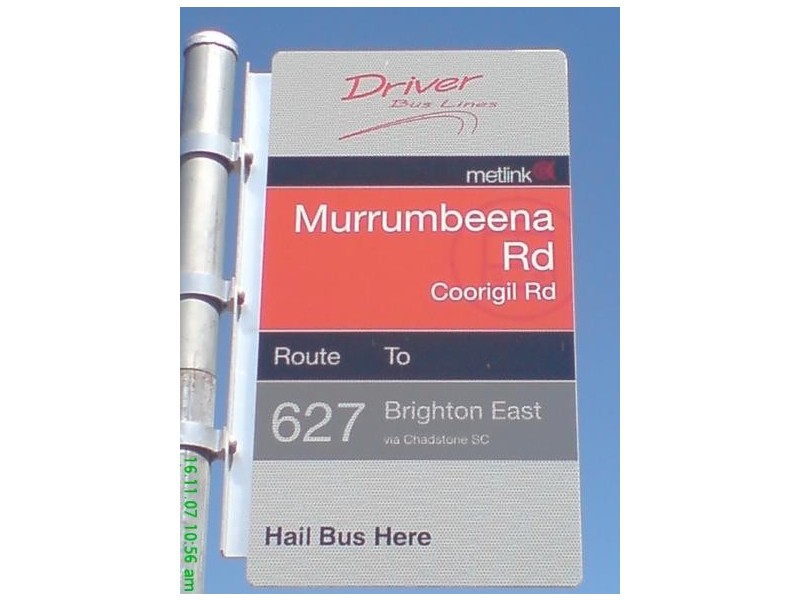 Driver
Bus Lines
metlink
Murrumbeena
Rd
Coorigil Rd
Route To
627 Brighton East
via Chadstone SC
Hail Bus Here
16.11.07 10:56 am